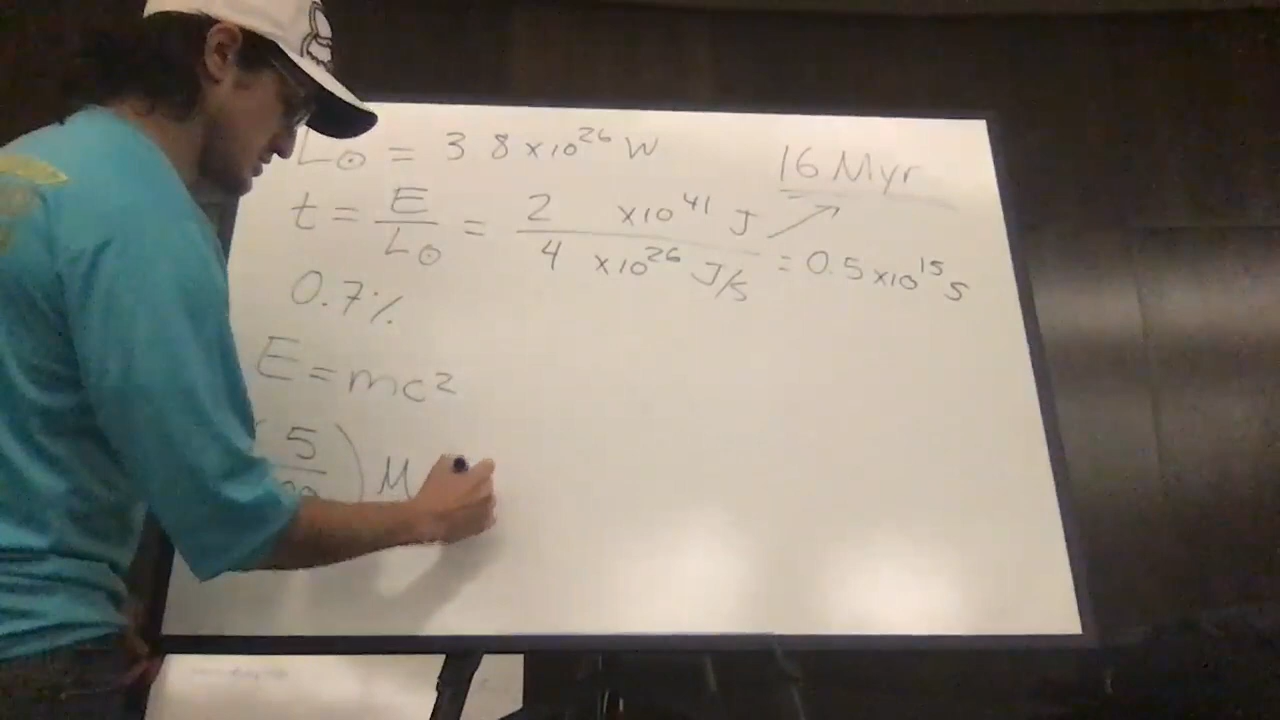 L☉ = 3 8 x10^26 W
16 Myr
t = E/L☉ = 2 x10^41 J / 4 x10^26 J/s = 0.5 x10^15 s
0.7%
E = mc²
5 ) M